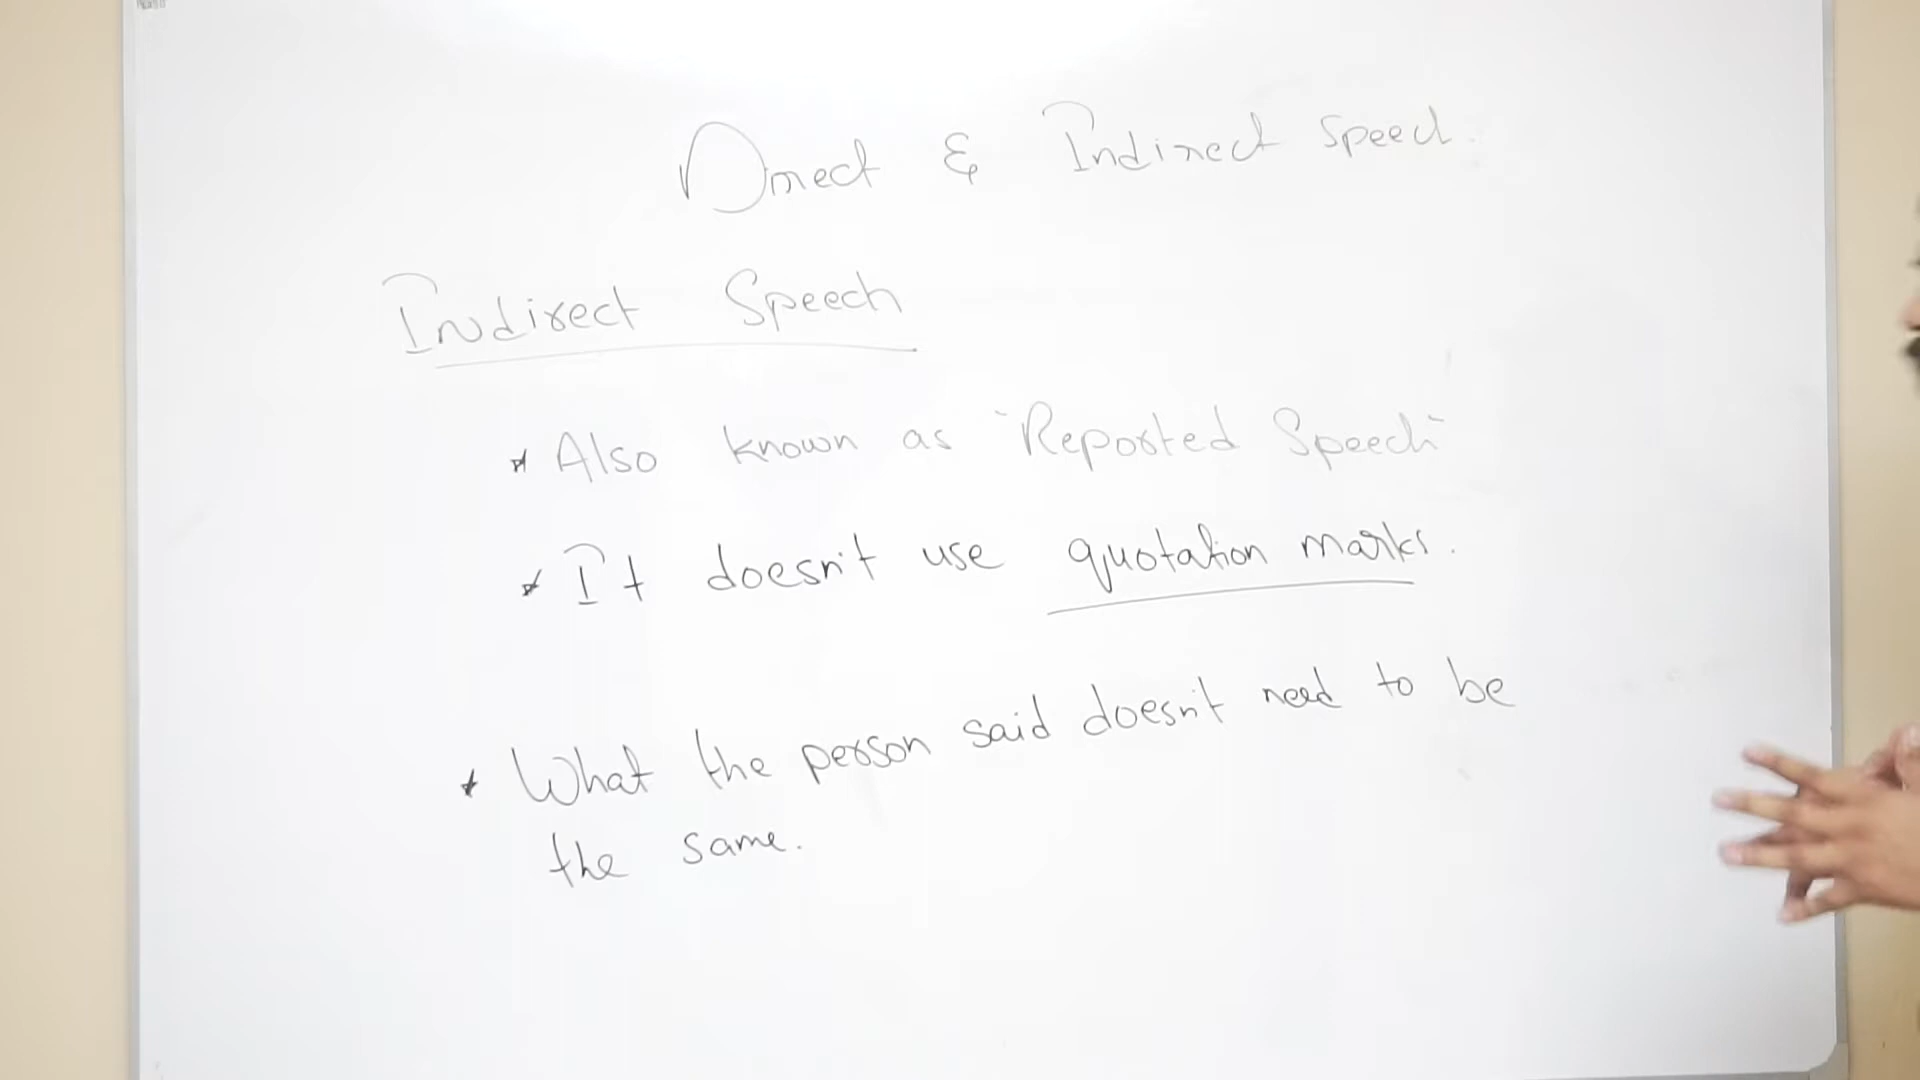 Direct & Indirect Speech.
Indirect Speech
* Also known as "Reported Speech"
* It doesn't use quotation marks.
* What the person said doesn't need to be
the same.